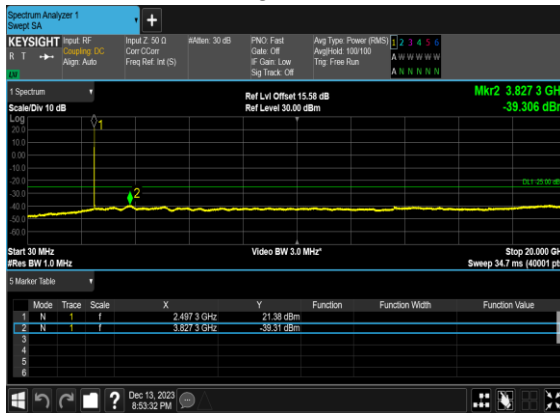 Spectrum Analyzer 1
Swept SA
KEYSIGHT Input: RF Input Z: 50 Ω #Atten: 30 dB PNO: Fast Avg Type: Power (RMS) 1 2 3 4 5 6
R T Coupling: DC Corr CCorr Gate: Off Avg|Hold: 100/100 A W W W W W
Align: Auto Freq Ref: Int (S) IF Gain: Low Trig: Free Run
Sig Track: Off A N N N N N
1 Spectrum
Ref Lvl Offset 15.58 dB Mkr2 3.827 3 GH
Scale/Div 10 dB Ref Level 30.00 dBm -39.306 dB
Log
20.0
10.0
0.00
-10.0
-20.0
-30.0
-40.0
-50.0
-60.0
1
2
DL1 -25.00 dB
Start 30 MHz Video BW 3.0 MHz* Stop 20.000 GH
#Res BW 1.0 MHz Sweep 34.7 ms (40001 pt
5 Marker Table
Mode Trace Scale X Y Function Function Width Function Value
1 N 1 f 2.497 3 GHz 21.38 dBm
2 N 1 f 3.827 3 GHz -39.31 dBm
3
4
5
6
? Dec 13, 2023
8:53:32 PM